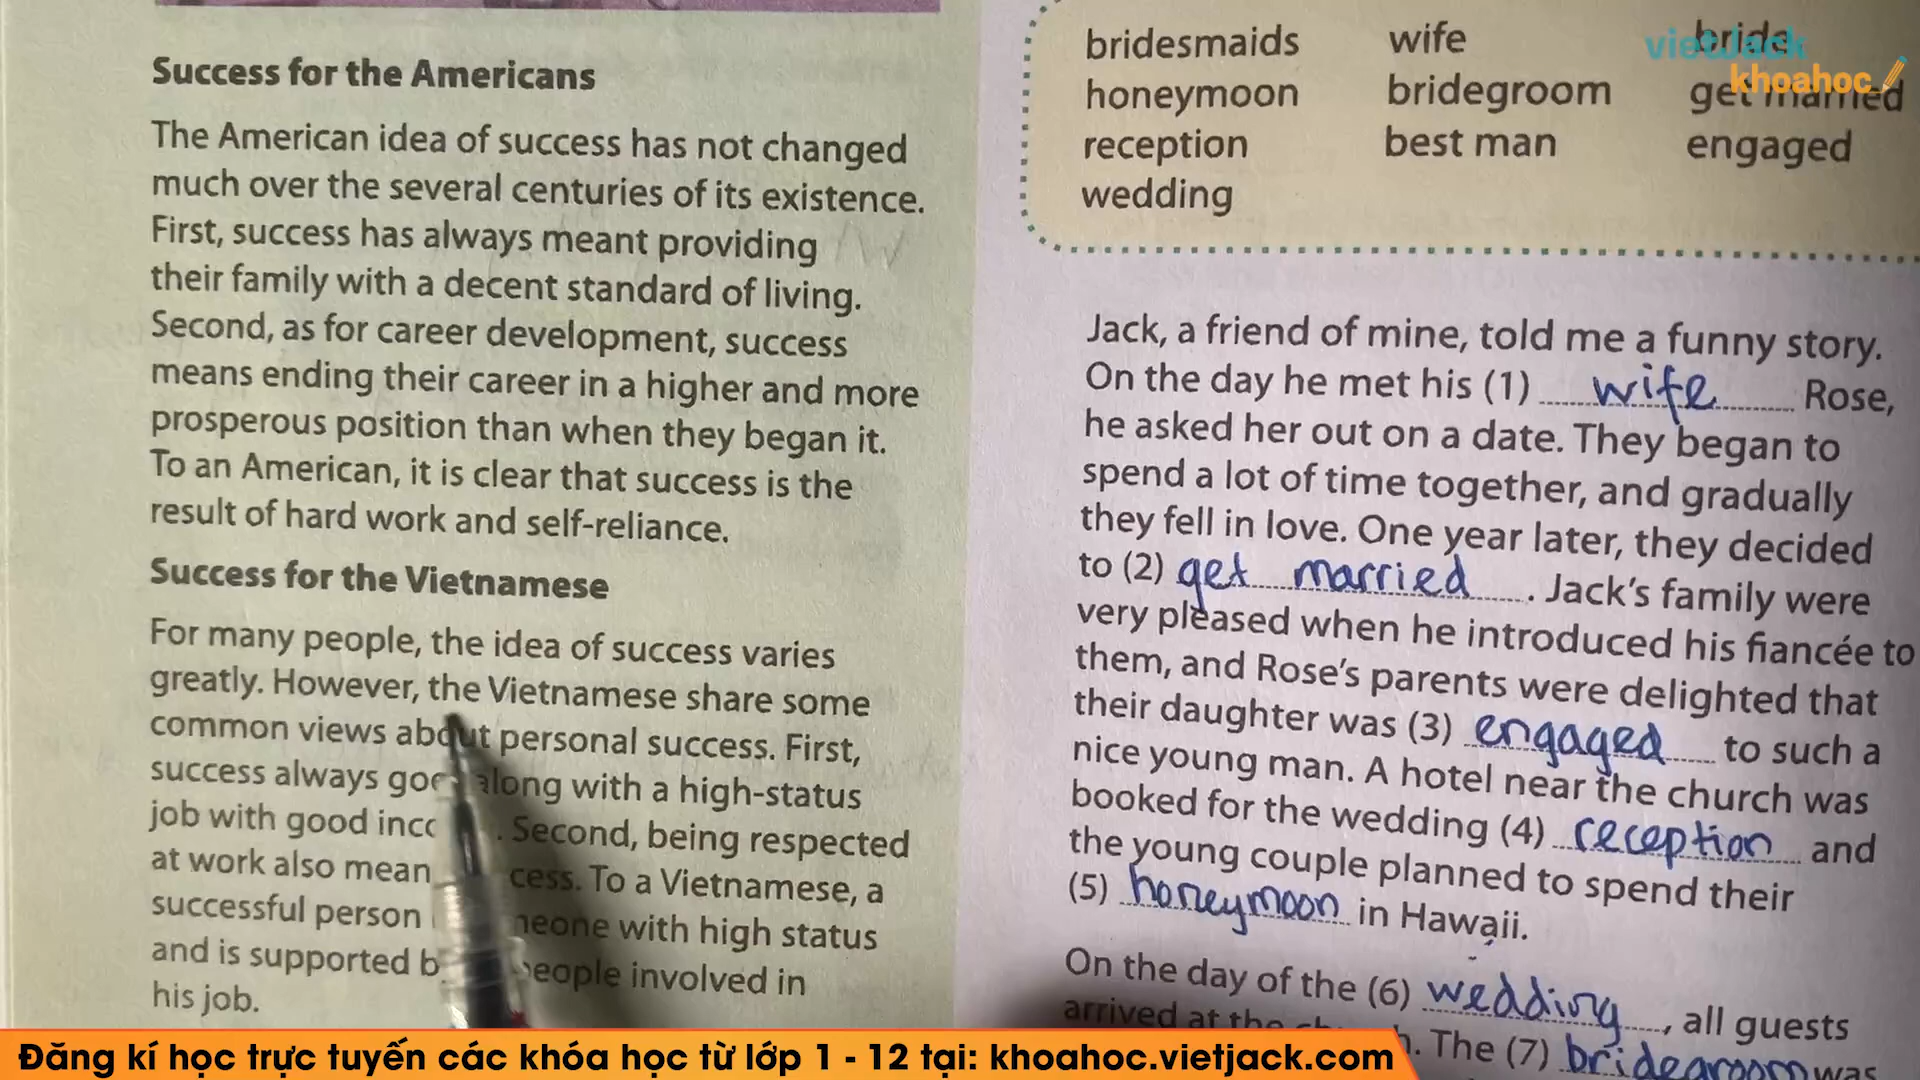 Success for the Americans
The American idea of success has not changed
much over the several centuries of its existence.
First, success has always meant providing
their family with a decent standard of living.
Second, as for career development, success
means ending their career in a higher and more
prosperous position than when they began it.
To an American, it is clear that success is the
result of hard work and self-reliance.
Success for the Vietnamese
For many people, the idea of success varies
greatly. However, the Vietnamese share some
common views about personal success. First,
success always along with a high-status
job with good Second, being respected
at work also To a Vietnamese, a
successful person with high status
and is supported people involved in
his job.
bridesmaids wife bride
honeymoon bridegroom get married
reception best man engaged
wedding
vietjack
khoahoc
Jack, a friend of mine, told me a funny story.
On the day he met his (1) wife Rose,
he asked her out on a date. They began to
spend a lot of time together, and gradually
they fell in love. One year later, they decided
to (2) get married. Jack's family were
very pleased when he introduced his fiancée to
them, and Rose's parents were delighted that
their daughter was (3) engaged to such a
nice young man. A hotel near the church was
booked for the wedding (4) reception and
the young couple planned to spend their
(5) honeymoon in Hawaii.
On the day of the (6) wedding, all guests
arrived at the The (7) bridegroom was
Đăng kí học trực tuyến các khóa học từ lớp 1 - 12 tại: khoahoc.vietjack.com